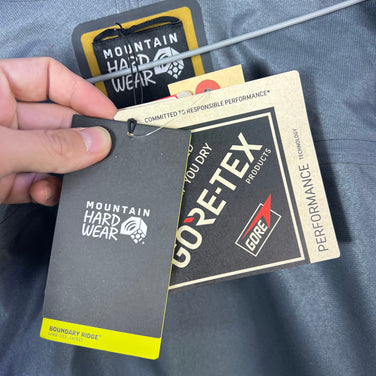 MOUNTAIN
HARD
WEAR
COMMITTED TO RESPONSIBLE PERFORMANCE
YOU DRY
GORE-TEX
PRODUCTS
GORE
PERFORMANCE
TECHNOLOGY
MOUNTAIN
HARD
WEAR
BOUNDARY RIDGE™